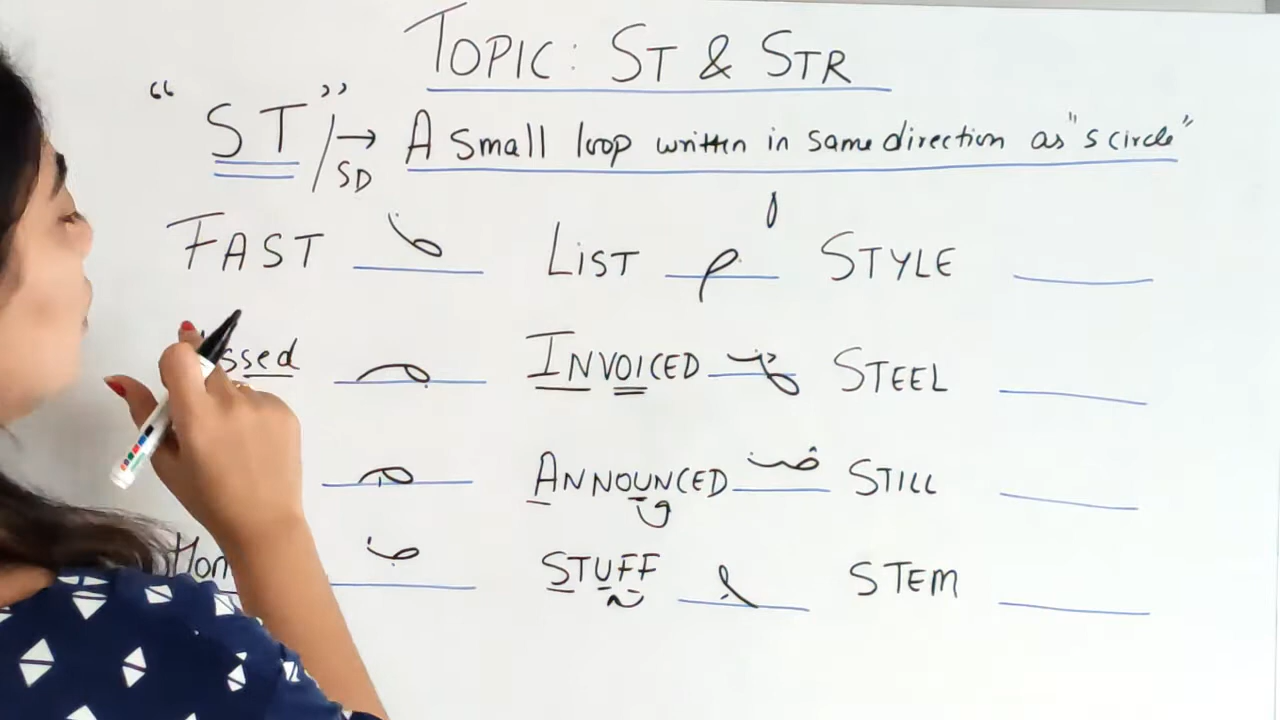 TOPIC: ST & STR
"ST"/SD → A small loop written in same direction as "s circle"
FAST LIST STYLE
INVOICED STEEL
ANNOUNCED STILL
STUFF STEM